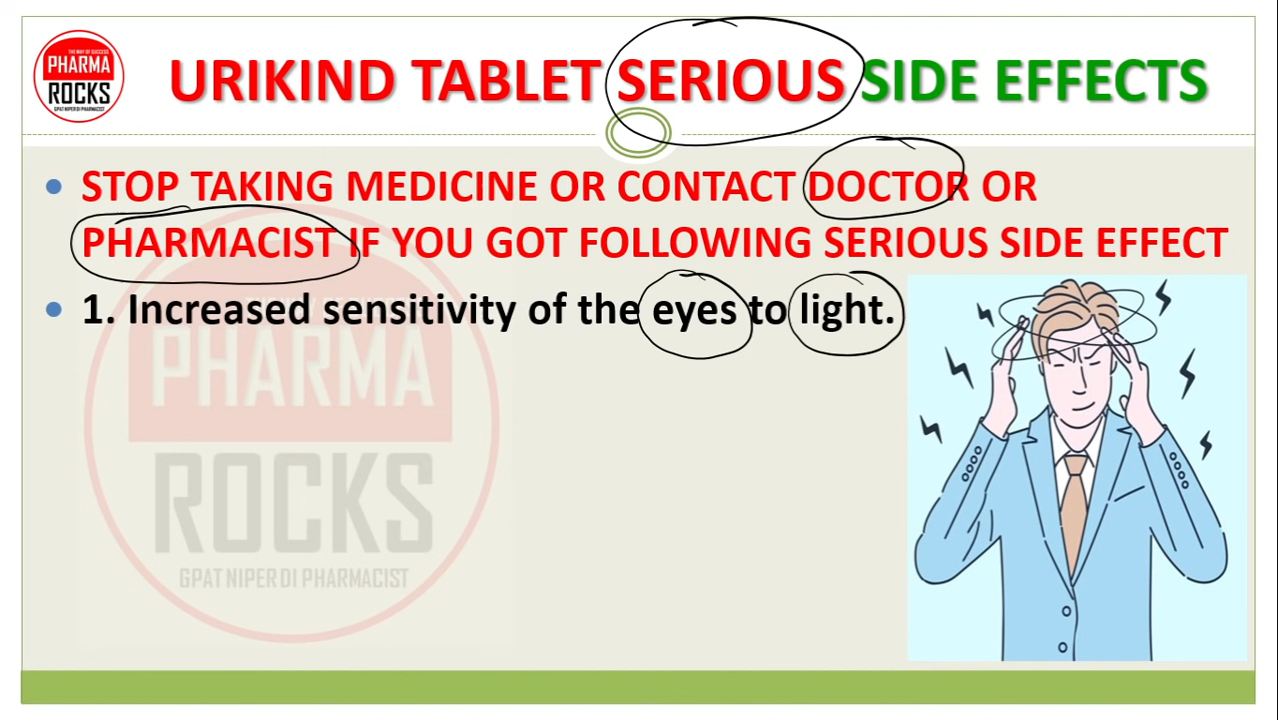 THE WAY OF SUCCESS
PHARMA
ROCKS
GPAT NIPER DI PHARMACIST
URIKIND TABLET SERIOUS SIDE EFFECTS
• STOP TAKING MEDICINE OR CONTACT DOCTOR OR
PHARMACIST IF YOU GOT FOLLOWING SERIOUS SIDE EFFECT
• 1. Increased sensitivity of the eyes to light.
PHARMA
ROCKS
GPAT NIPER DI PHARMACIST